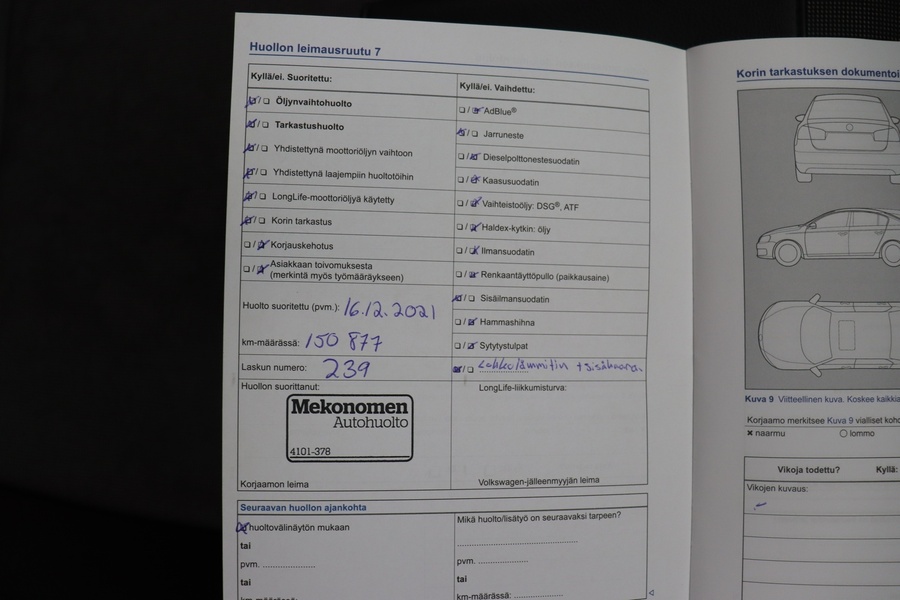 Huollon leimausruutu 7
Kyllä/ei. Suoritettu:
☒/☐ Öljynvaihtohuolto
☒/☐ Tarkastushuolto
☒/☐ Yhdistettynä moottoriöljyn vaihtoon
☒/☐ Yhdistettynä laajempiin huoltotöihin
☒/☐ LongLife-moottoriöljyä käytetty
☒/☐ Korin tarkastus
☐/☒ Korjauskehotus
☐/☒ Asiakkaan toivomuksesta
(merkintä myös työmääräykseen)
Huolto suoritettu (pvm.): 16.12.2021
km-määrässä: 150 877
Laskun numero: 239
Huollon suorittanut:
Mekonomen
Autohuolto
4101-378
Korjaamon leima
Kyllä/ei. Vaihdettu:
☐/☒ AdBlue®
☒/☐ Jarruneste
☐/☒ Dieselpolttonestesuodatin
☐/☒ Kaasusuodatin
☐/☒ Vaihteistoöljy: DSG®, ATF
☐/☒ Haldex-kytkin: öljy
☐/☒ Ilmansuodatin
☐/☒ Renkaantäyttöpullo (paikkausaine)
☒/☐ Sisäilmansuodatin
☐/☒ Hammashihna
☐/☒ Sytytystulpat
☒/☐ Lohkolämmitin
LongLife-liikkumisturva:
Volkswagen-jälleenmyyjän leima
Seuraavan huollon ajankohta
☒ huoltovälinäytön mukaan
tai
pvm. ....................
tai
km-määrässä: ....................
Mikä huolto/lisätyö on seuraavaksi tarpeen?
pvm. ....................
tai
km-määrässä: ....................
Korin tarkastuksen dokumentoi
Kuva 9 Viitteellinen kuva. Koskee kaikkia
Korjaamo merkitsee Kuva 9 vialliset koh
✖ naarmu ○ lommo
Vikoja todettu? Kyllä:
Vikojen kuvaus: